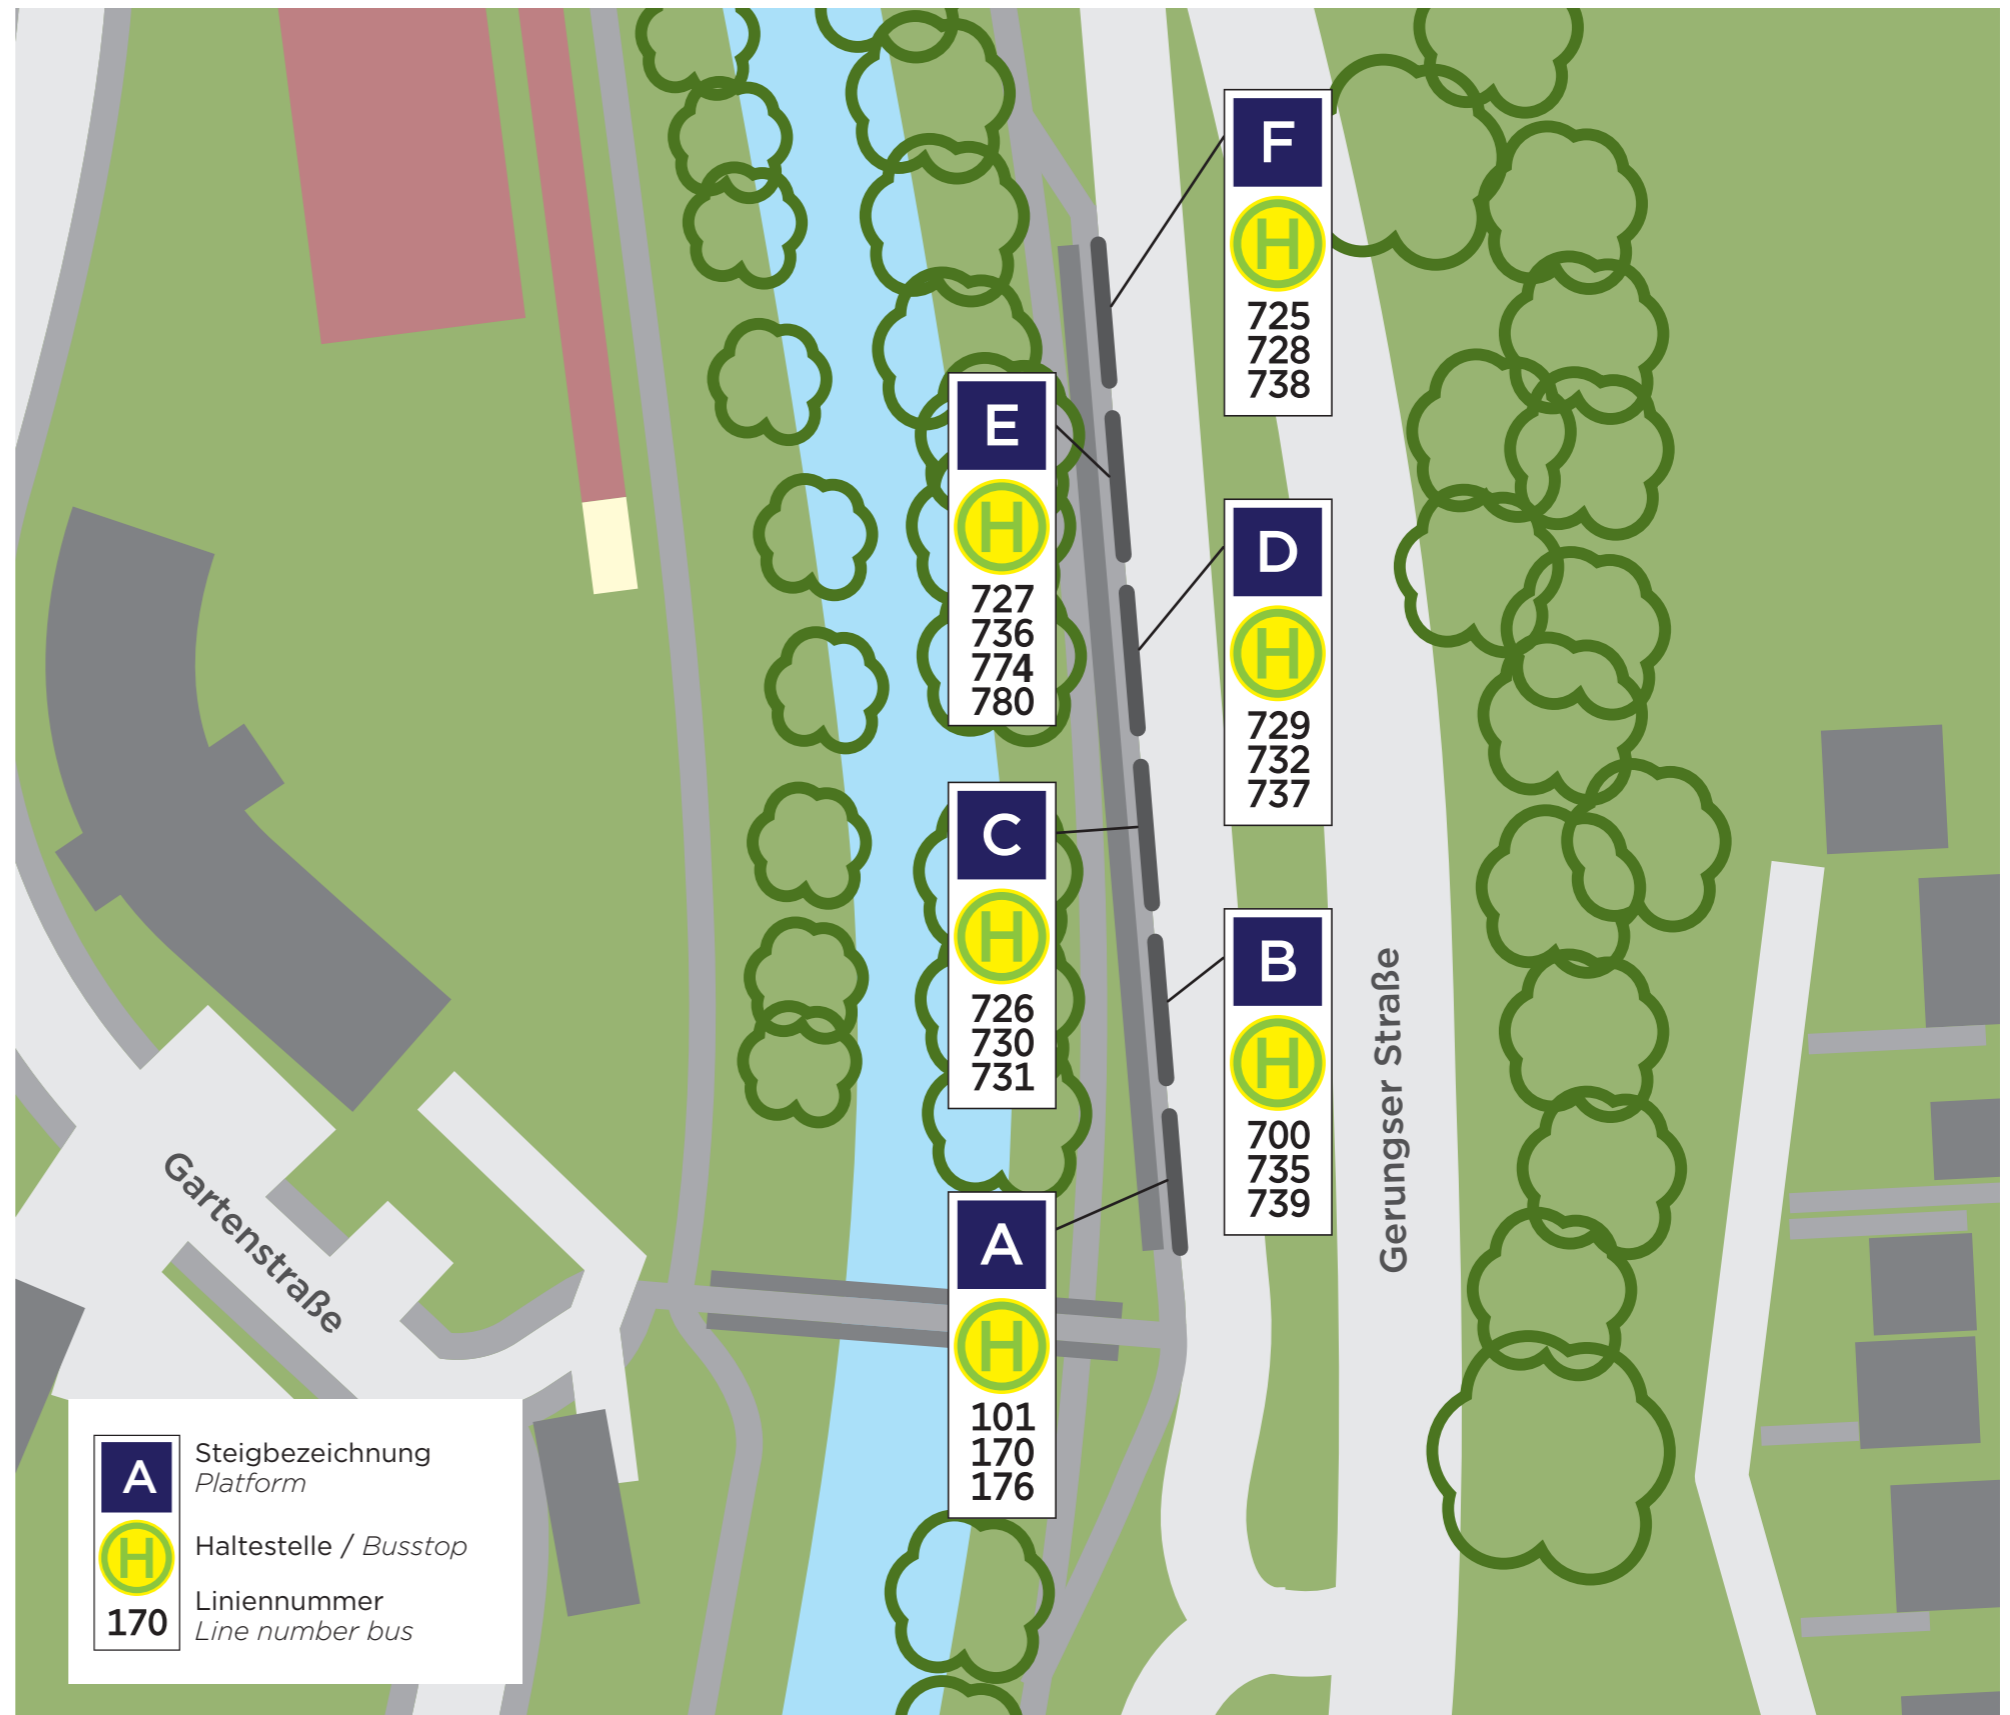 F
H
725
728
738
E
H
727
736
774
780
D
H
729
732
737
C
H
726
730
731
B
H
700
735
739
A
H
101
170
176
Gerungser Straße
Gartenstraße
A
Steigbezeichnung
Platform
H
Haltestelle / Busstop
170
Liniennummer
Line number bus